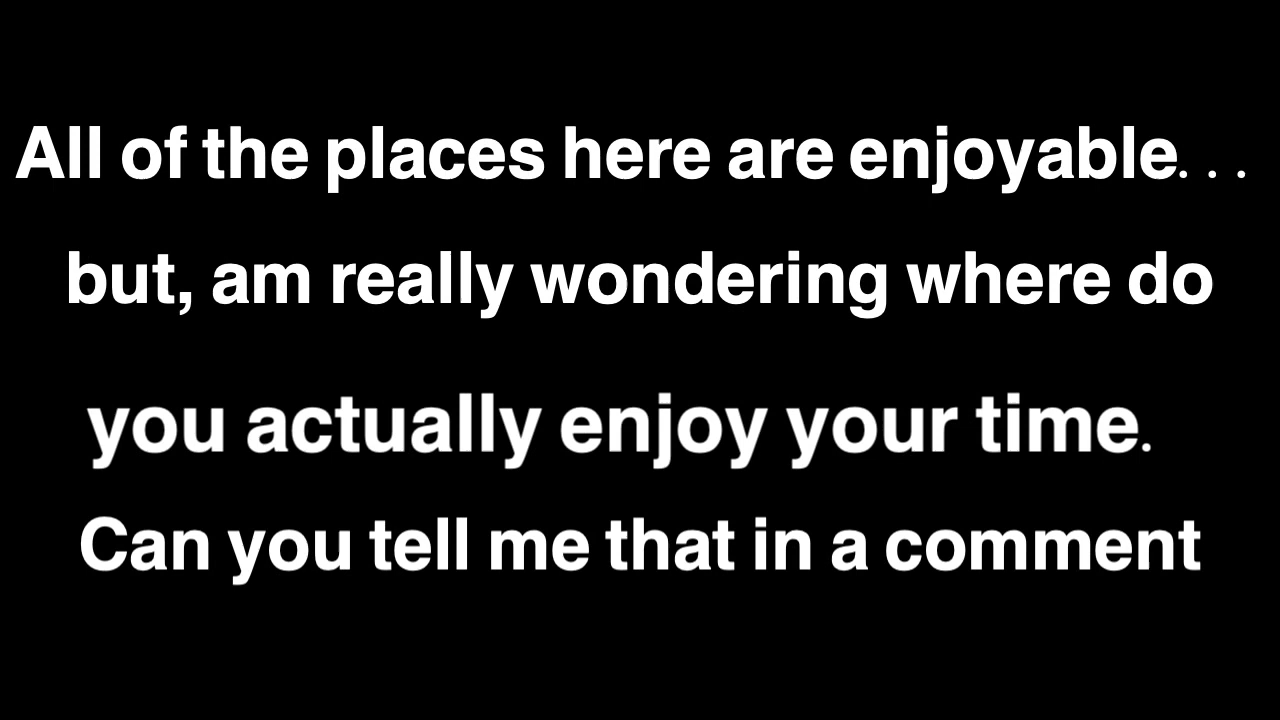 All of the places here are enjoyable...
but, am really wondering where do
you actually enjoy your time.
Can you tell me that in a comment